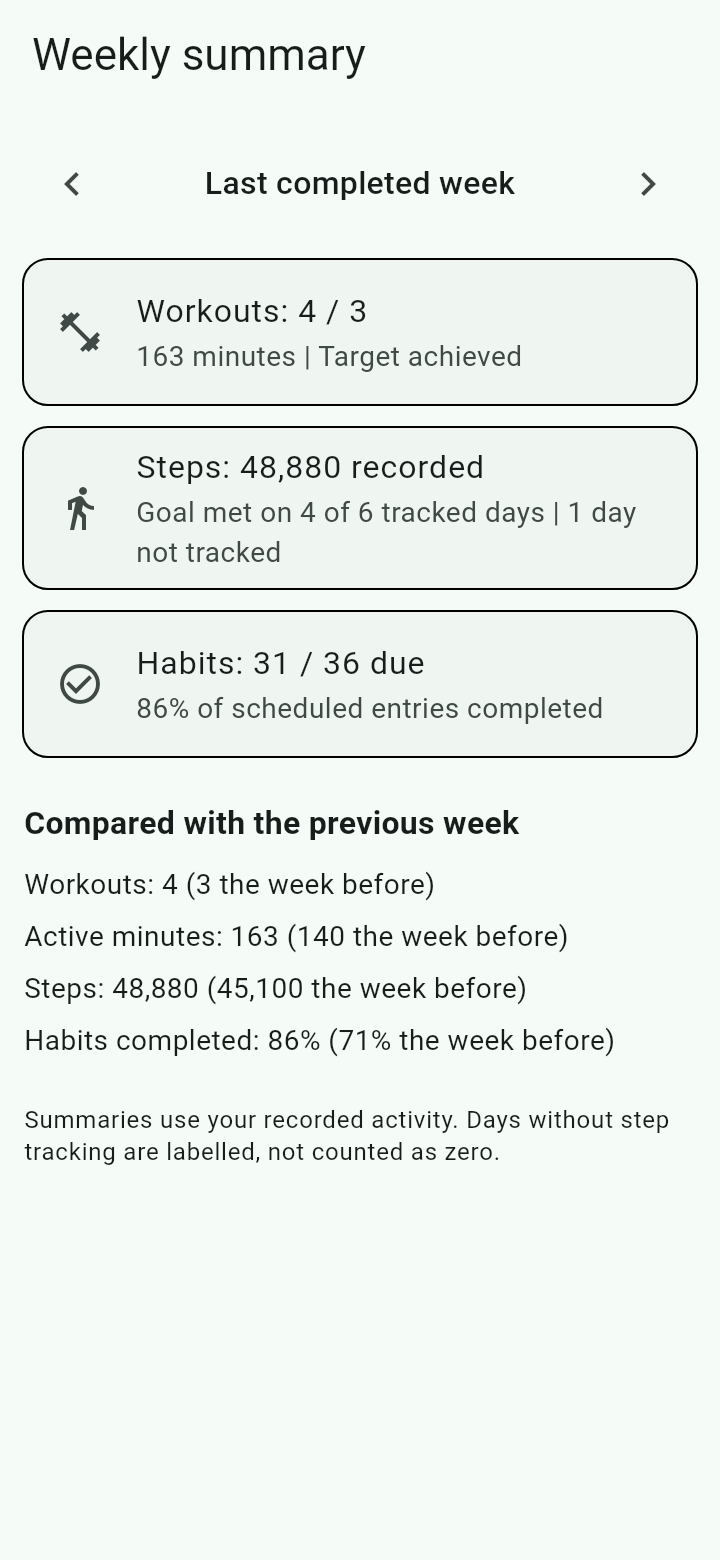 Weekly summary
Last completed week
Workouts: 4 / 3
163 minutes | Target achieved
Steps: 48,880 recorded
Goal met on 4 of 6 tracked days | 1 day
not tracked
Habits: 31 / 36 due
86% of scheduled entries completed
Compared with the previous week
Workouts: 4 (3 the week before)
Active minutes: 163 (140 the week before)
Steps: 48,880 (45,100 the week before)
Habits completed: 86% (71% the week before)
Summaries use your recorded activity. Days without step
tracking are labelled, not counted as zero.